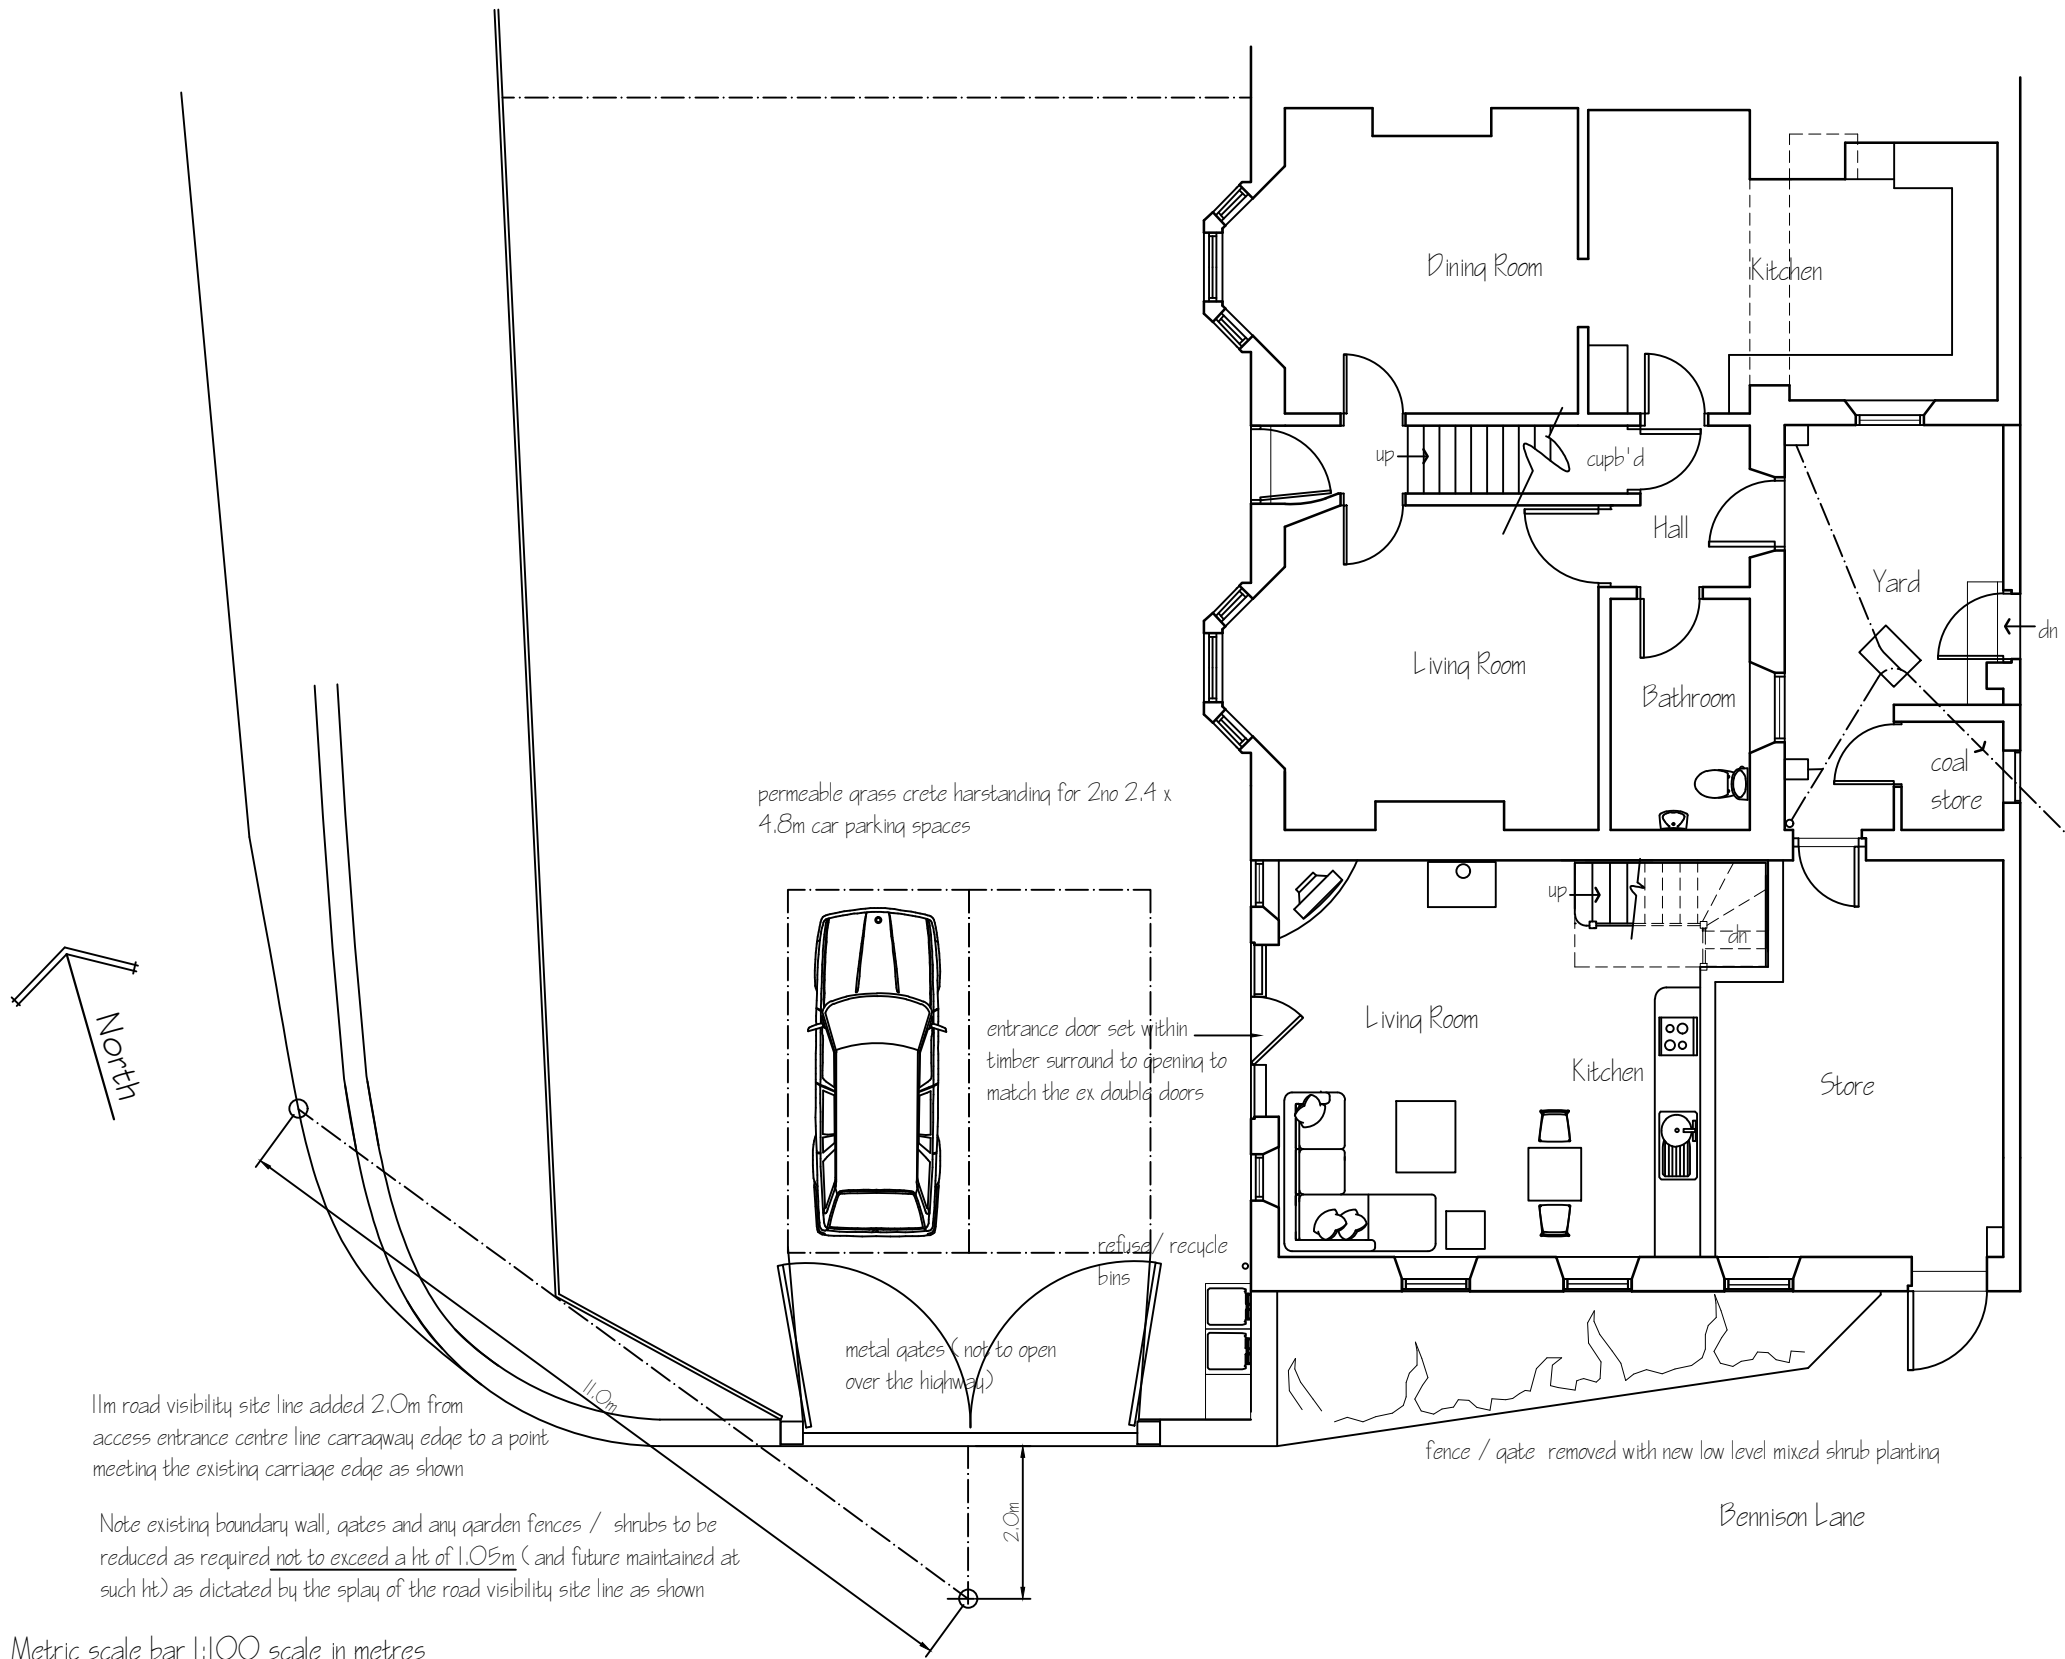 Dining Room
Kitchen
up
cupb'd
Hall
Yard
dn
Living Room
Bathroom
coal
store
permeable grass crete harstanding for 2no 2.4 x
4.8m car parking spaces
up
dn
North
entrance door set within
timber surround to opening to
match the ex double doors
Living Room
Kitchen
Store
refuse/ recycle
bins
metal gates ( not to open
over the highway)
11.0m
11m road visibility site line added 2.0m from
access entrance centre line carragway edge to a point
meeting the existing carriage edge as shown
fence / gate removed with new low level mixed shrub planting
Bennison Lane
2.0m
Note existing boundary wall, gates and any garden fences / shrubs to be
reduced as required not to exceed a ht of 1.05m ( and future maintained at
such ht) as dictated by the splay of the road visibility site line as shown
Metric scale bar 1:100 scale in metres